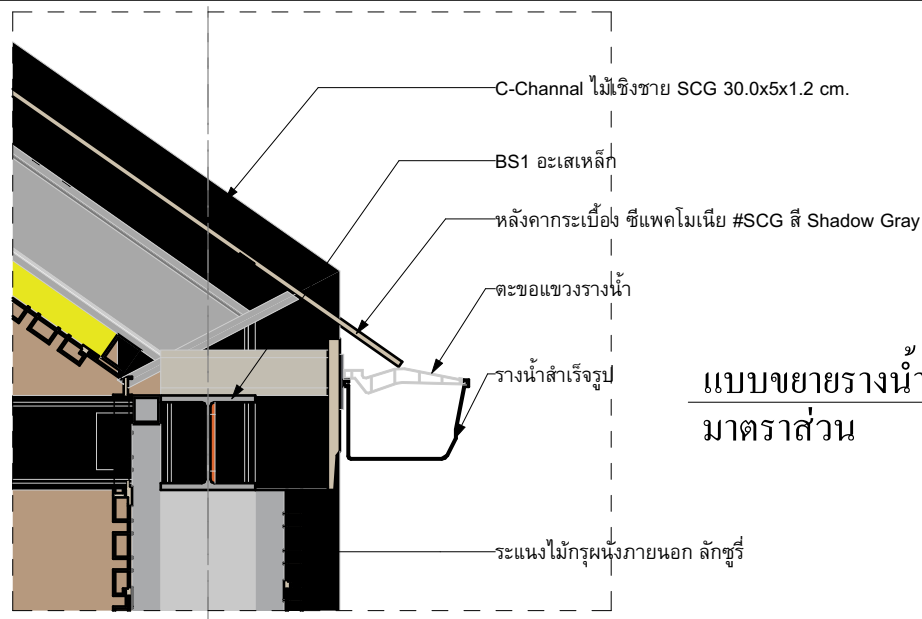 C-Channal ไม้เชิงชาย SCG 30.0x5x1.2 cm.
BS1 อะเสเหล็ก
หลังคากระเบื้อง ซีแพคโมเนีย #SCG สี Shadow Gray
ตะขอแขวงรางน้ำ
รางน้ำสำเร็จรูป
แบบขยายรางน้ำ
มาตราส่วน
ระแนงไม้กรุผนังภายนอก ลักซูรี่